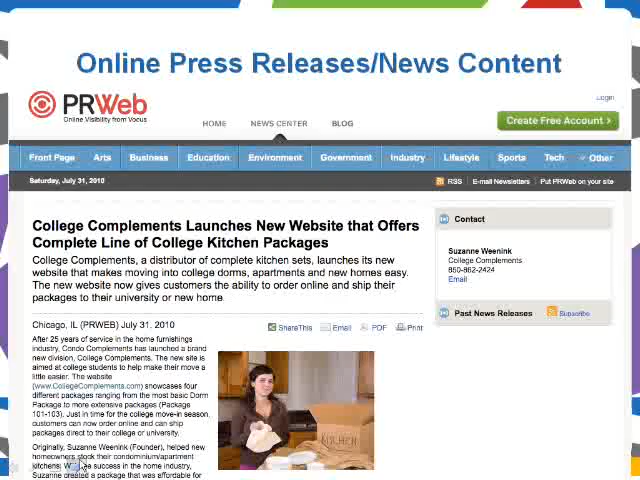 Online Press Releases/News Content
PRWeb
Online Visibility from Vocus
Login
HOME NEWS CENTER BLOG
Create Free Account >
Front Page Arts Business Education Environment Government Industry Lifestyle Sports Tech Other
Saturday, July 31, 2010
RSS E-mail Newsletters Put PRWeb on your site
College Complements Launches New Website that Offers
Complete Line of College Kitchen Packages
College Complements, a distributor of complete kitchen sets, launches its new
website that makes moving into college dorms, apartments and new homes easy.
The new website now gives customers the ability to order online and ship their
packages to their university or new home.
Contact
Suzanne Weenink
College Complements
850-862-2424
Email
Past News Releases Subscribe
Chicago, IL (PRWEB) July 31, 2010
ShareThis Email PDF Print
After 25 years of service in the home furnishings
industry, Condo Complements has launched a brand
new division, College Complements. The new site is
aimed at college students to help make their move a
little easier. The website
(www.CollegeComplements.com) showcases four
different packages ranging from the most basic Dorm
Package to more extensive packages (Package
101-103). Just in time for the college move-in season,
customers can now order online and can ship
packages direct to their college or university.
Originally, Suzanne Weenink (Founder), helped new
homeowners stock their condominium/apartment
kitchens. success in the home industry,
Suzanne created a package that was affordable for
KITCHEN